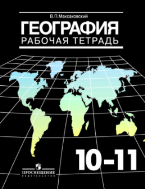 В.П.Максаковский
ГЕОГРАФИЯ
РАБОЧАЯ ТЕТРАДЬ
10-11
ПРОСВЕЩЕНИЕ